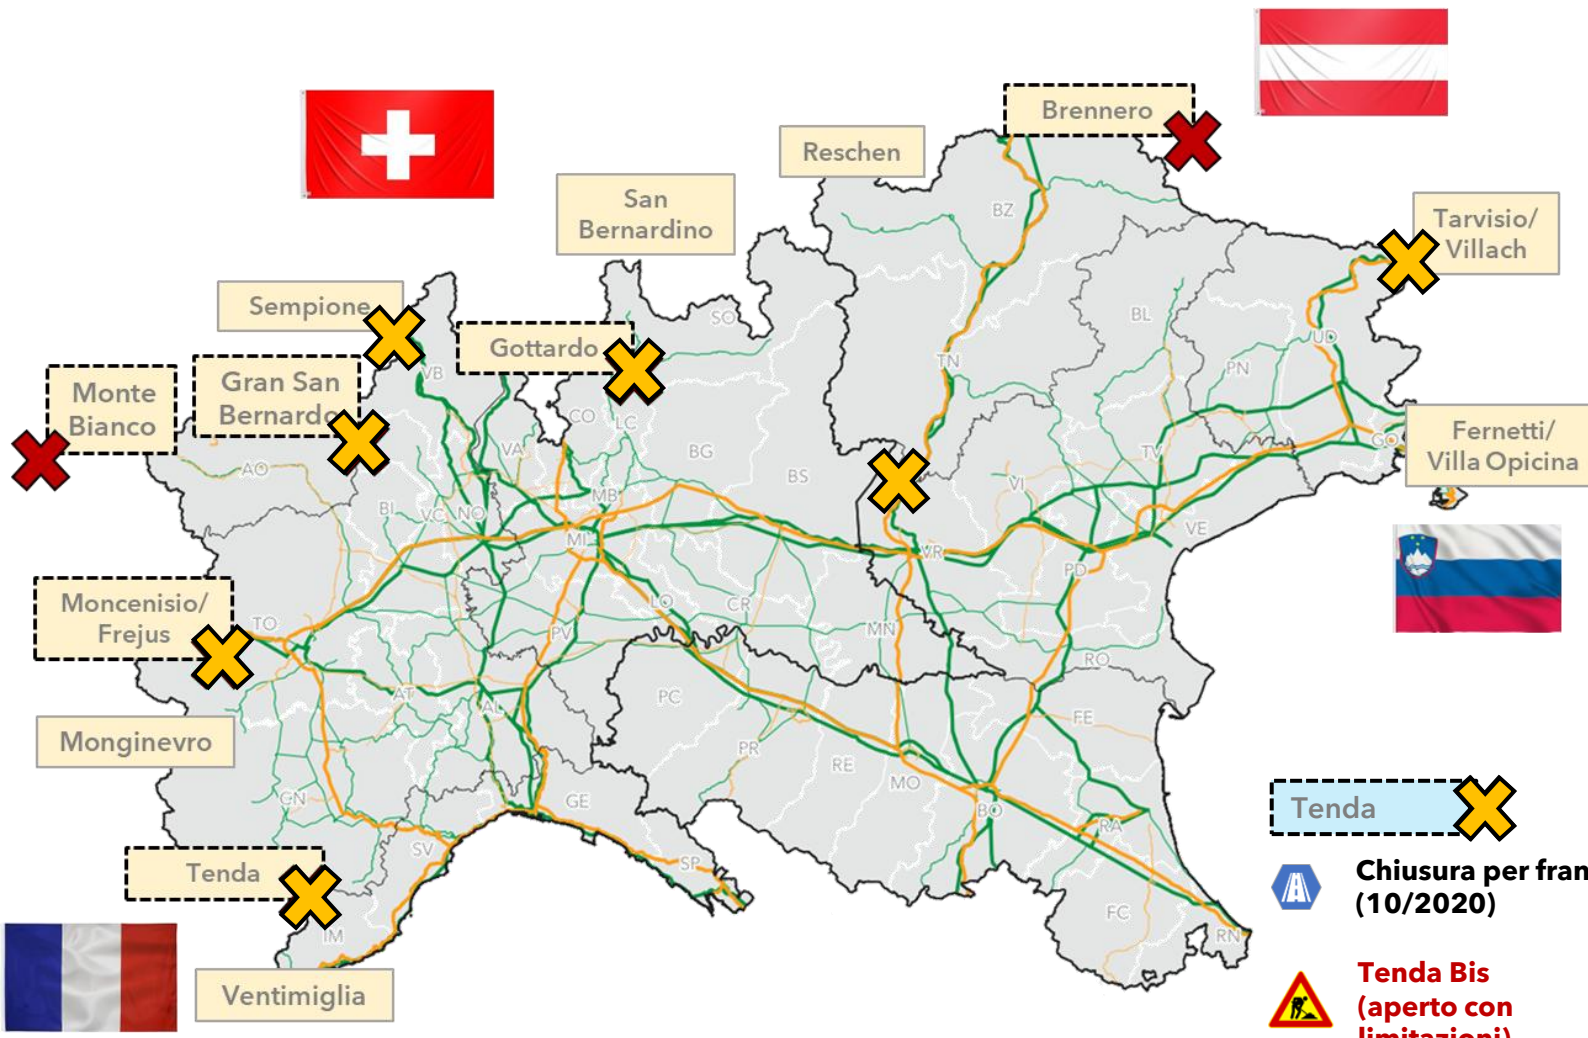 Brennero
Reschen
San
Bernardino
Tarvisio/
Villach
Sempione
Gottardo
Gran San
Bernardo
Monte
Bianco
Fernetti/
Villa Opicina
Moncenisio/
Frejus
Monginevro
Tenda
Ventimiglia
BZ
SO
BL
UD
TN
PN
VB
CO
LC
VA
BG
BS
TV
GO
AO
VI
BI
VC
NO
MB
MI
VE
VR
PD
TO
LO
CR
PV
MN
RO
AT
AL
PC
FE
PR
RE
MO
CN
GE
BO
RA
SV
SP
FC
IM
RN
Tenda
Chiusura per fran
(10/2020)
Tenda Bis
(aperto con
limitazioni)